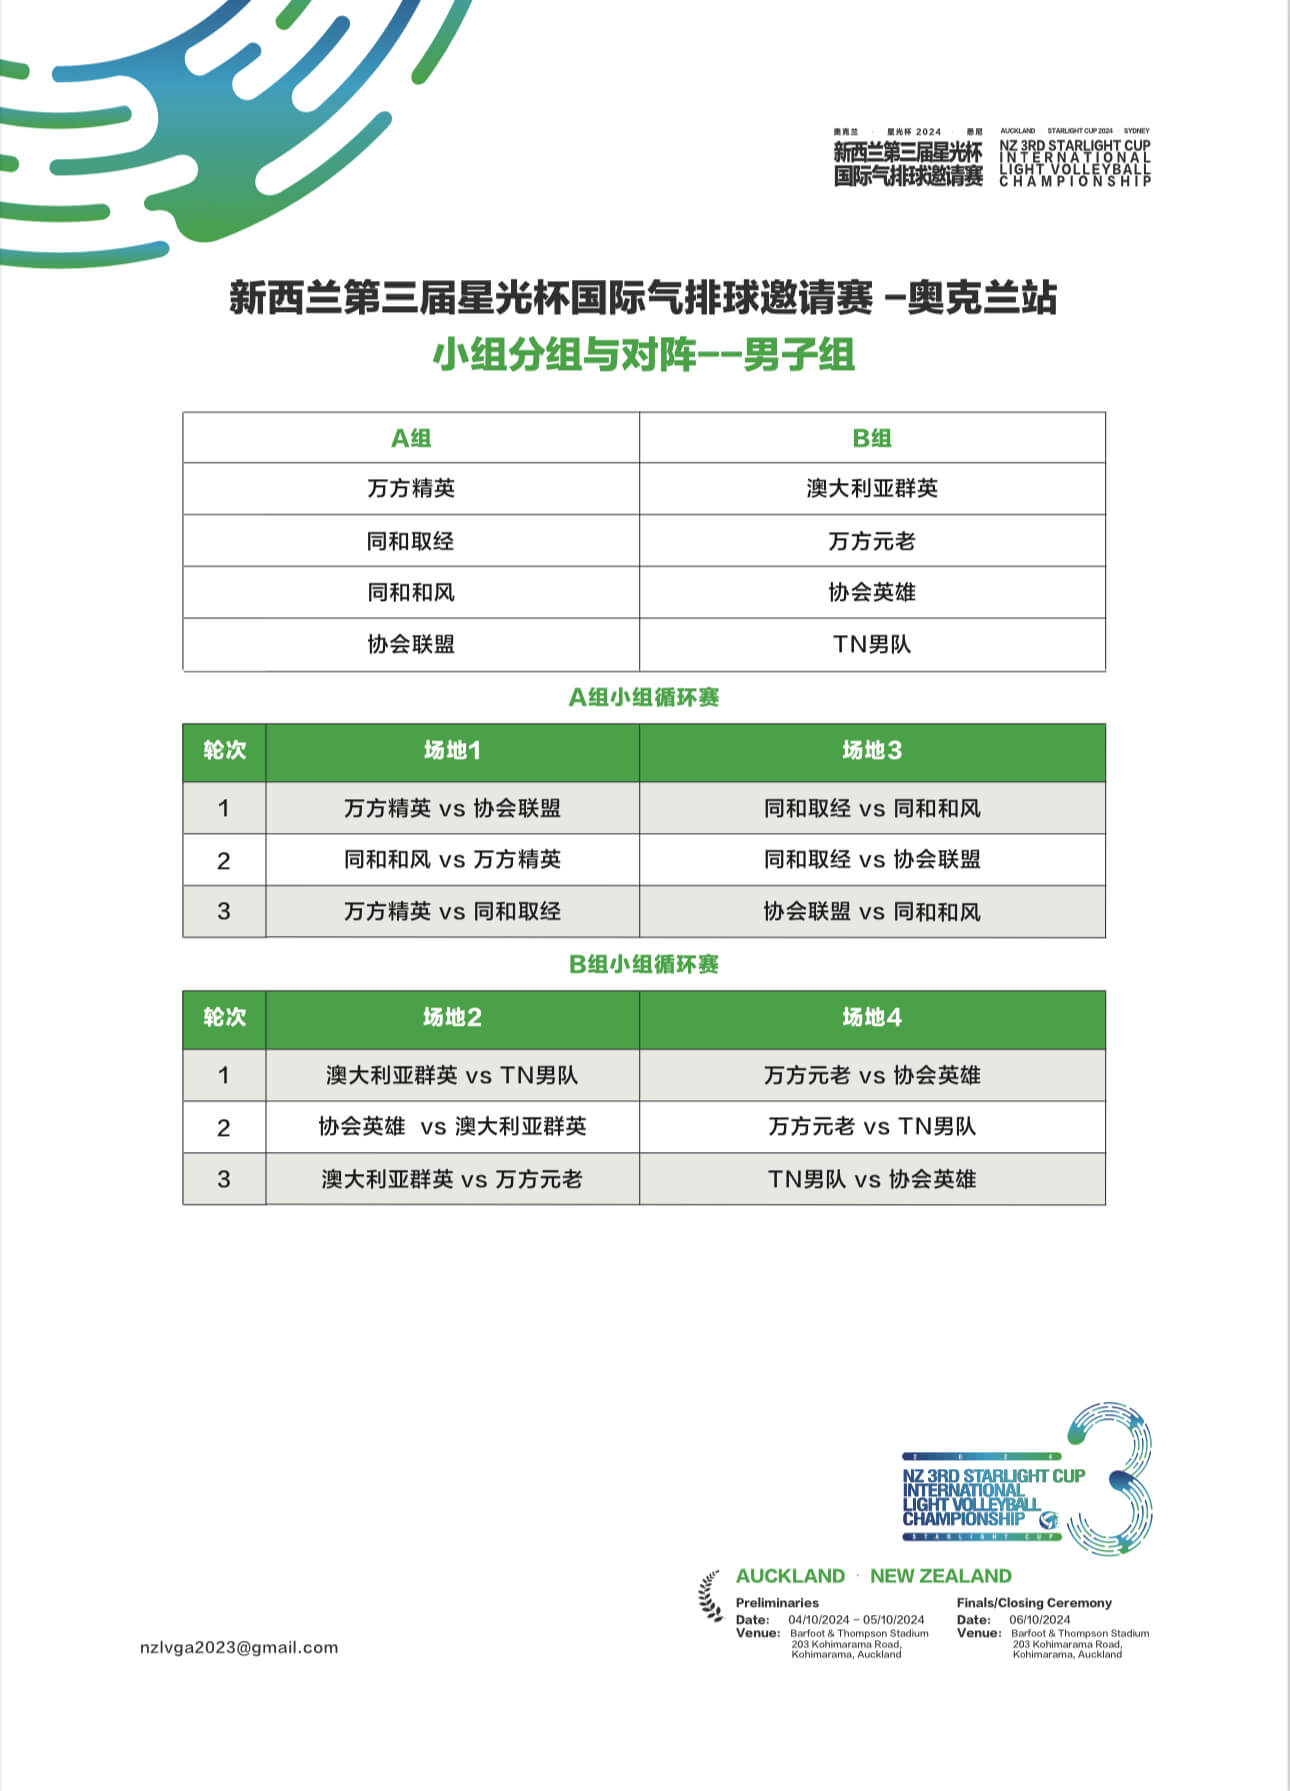 奥克兰 · 星光杯 2024 · 悉尼
新西兰第三届星光杯
国际气排球邀请赛
AUCKLAND STARLIGHT CUP 2024 SYDNEY
NZ 3RD STARLIGHT CUP
INTERNATIONAL
LIGHT VOLLEYBALL
CHAMPIONSHIP
新西兰第三届星光杯国际气排球邀请赛 –奥克兰站
小组分组与对阵––男子组
A组 B组
万方精英 澳大利亚群英
同和取经 万方元老
同和和风 协会英雄
协会联盟 TN男队
A组小组循环赛
轮次 场地1 场地3
1 万方精英 vs 协会联盟 同和取经 vs 同和和风
2 同和和风 vs 万方精英 同和取经 vs 协会联盟
3 万方精英 vs 同和取经 协会联盟 vs 同和和风
B组小组循环赛
轮次 场地2 场地4
1 澳大利亚群英 vs TN男队 万方元老 vs 协会英雄
2 协会英雄 vs 澳大利亚群英 万方元老 vs TN男队
3 澳大利亚群英 vs 万方元老 TN男队 vs 协会英雄
2 0 2 4
NZ 3RD STARLIGHT CUP
INTERNATIONAL
LIGHT VOLLEYBALL
CHAMPIONSHIP
STARLIGHT CUP
3
AUCKLAND · NEW ZEALAND
Preliminaries
Date: 04/10/2024 – 05/10/2024
Venue: Barfoot & Thompson Stadium
203 Kohimarama Road,
Kohimarama, Auckland
Finals/Closing Ceremony
Date: 06/10/2024
Venue: Barfoot & Thompson Stadium
203 Kohimarama Road,
Kohimarama, Auckland
nzlvga2023@gmail.com